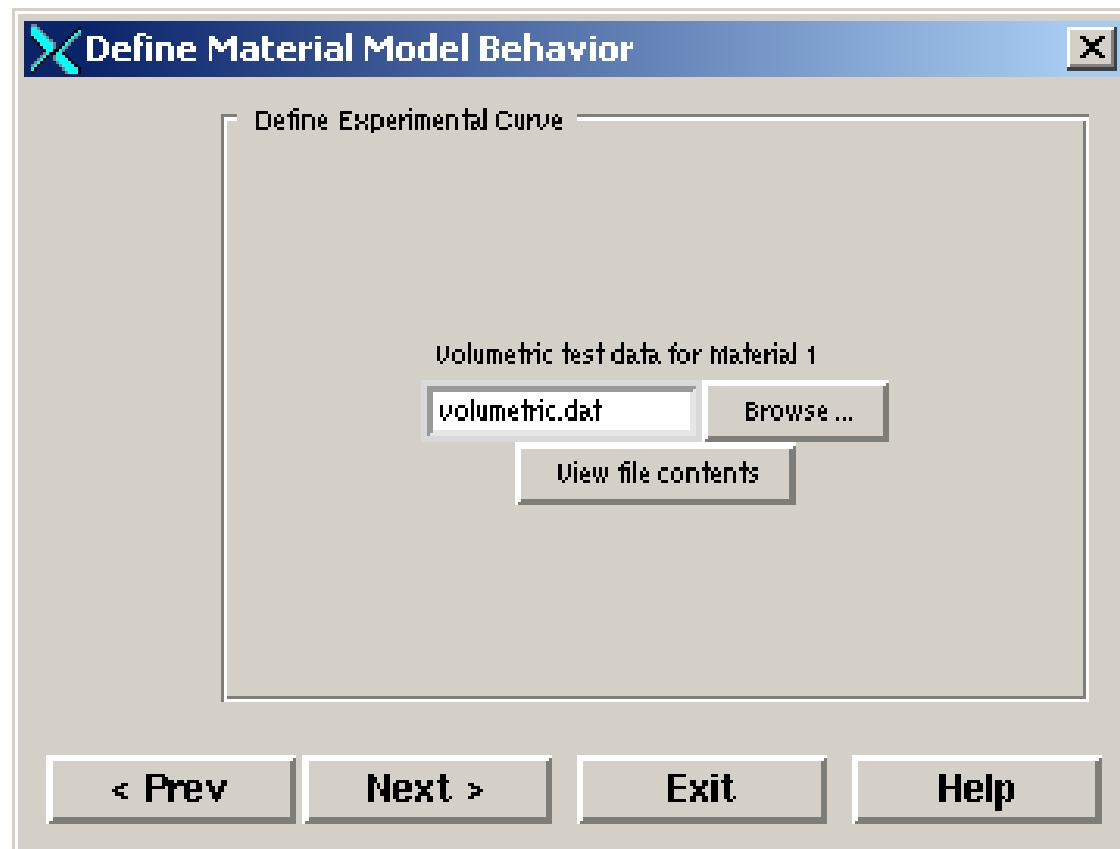 Define Material Model Behavior
Define Experimental Curve
Volumetric test data for Material 1
volumetric.dat
Browse ...
View file contents
< Prev
Next >
Exit
Help